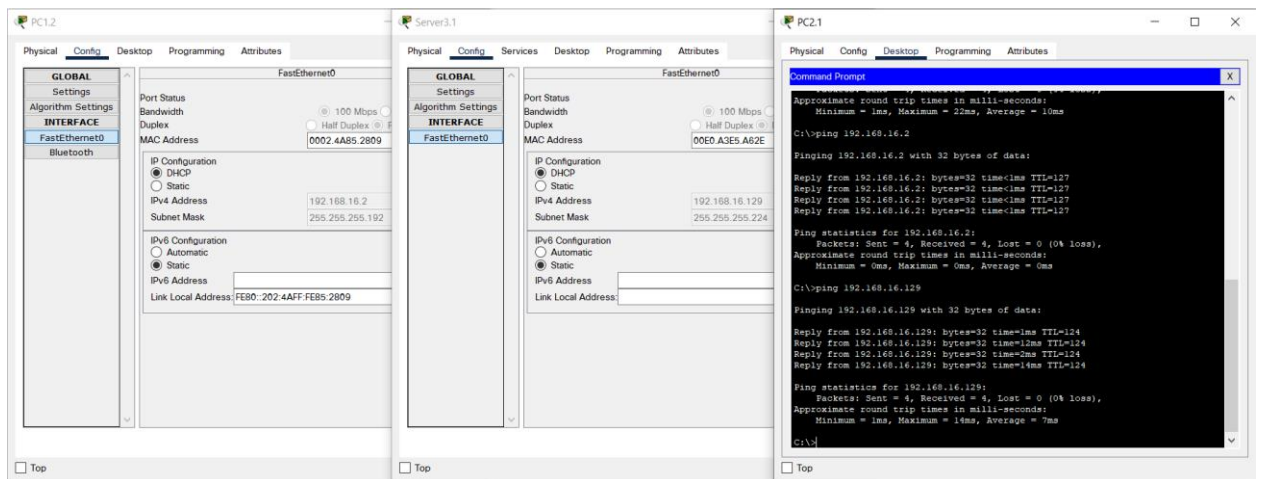 PC1.2
Physical Config Desktop Programming Attributes
GLOBAL
Settings
Algorithm Settings
INTERFACE
FastEthernet0
Bluetooth
FastEthernet0
Port Status
Bandwidth
100 Mbps
Duplex
Half Duplex
MAC Address
0002.4A85.2809
IP Configuration
DHCP
Static
IPv4 Address
192.168.16.2
Subnet Mask
255.255.255.192
IPv6 Configuration
Automatic
Static
IPv6 Address
Link Local Address: FE80::202:4AFF:FE85:2809
Top
Server3.1
Physical Config Services Desktop Programming Attributes
GLOBAL
Settings
Algorithm Settings
INTERFACE
FastEthernet0
FastEthernet0
Port Status
Bandwidth
100 Mbps
Duplex
Half Duplex
MAC Address
00E0.A3E5.A62E
IP Configuration
DHCP
Static
IPv4 Address
192.168.16.129
Subnet Mask
255.255.255.224
IPv6 Configuration
Automatic
Static
IPv6 Address
Link Local Address:
Top
PC2.1
Physical Config Desktop Programming Attributes
Command Prompt
X
Approximate round trip times in milli-seconds:
Minimum = 1ms, Maximum = 22ms, Average = 10ms
C:\>ping 192.168.16.2
Pinging 192.168.16.2 with 32 bytes of data:
Reply from 192.168.16.2: bytes=32 time<1ms TTL=127
Reply from 192.168.16.2: bytes=32 time<1ms TTL=127
Reply from 192.168.16.2: bytes=32 time<1ms TTL=127
Reply from 192.168.16.2: bytes=32 time<1ms TTL=127
Ping statistics for 192.168.16.2:
Packets: Sent = 4, Received = 4, Lost = 0 (0% loss),
Approximate round trip times in milli-seconds:
Minimum = 0ms, Maximum = 0ms, Average = 0ms
C:\>ping 192.168.16.129
Pinging 192.168.16.129 with 32 bytes of data:
Reply from 192.168.16.129: bytes=32 time=1ms TTL=124
Reply from 192.168.16.129: bytes=32 time=12ms TTL=124
Reply from 192.168.16.129: bytes=32 time=2ms TTL=124
Reply from 192.168.16.129: bytes=32 time=14ms TTL=124
Ping statistics for 192.168.16.129:
Packets: Sent = 4, Received = 4, Lost = 0 (0% loss),
Approximate round trip times in milli-seconds:
Minimum = 1ms, Maximum = 14ms, Average = 7ms
C:\>
Top